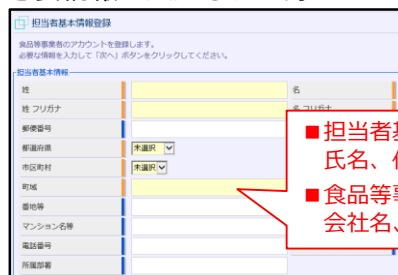 担当者基本情報登録
食品等事業者のアカウントを登録します。
必要な情報を入力して「次へ」ボタンをクリックしてください。
担当者基本情報
姓 名
姓 フリガナ 名 フリガナ
郵便番号
都道府県 未選択
市区町村 未選択
町域
番地等
マンション名等
電話番号
所属部署
■担当者
氏名、
■食品等
会社名、